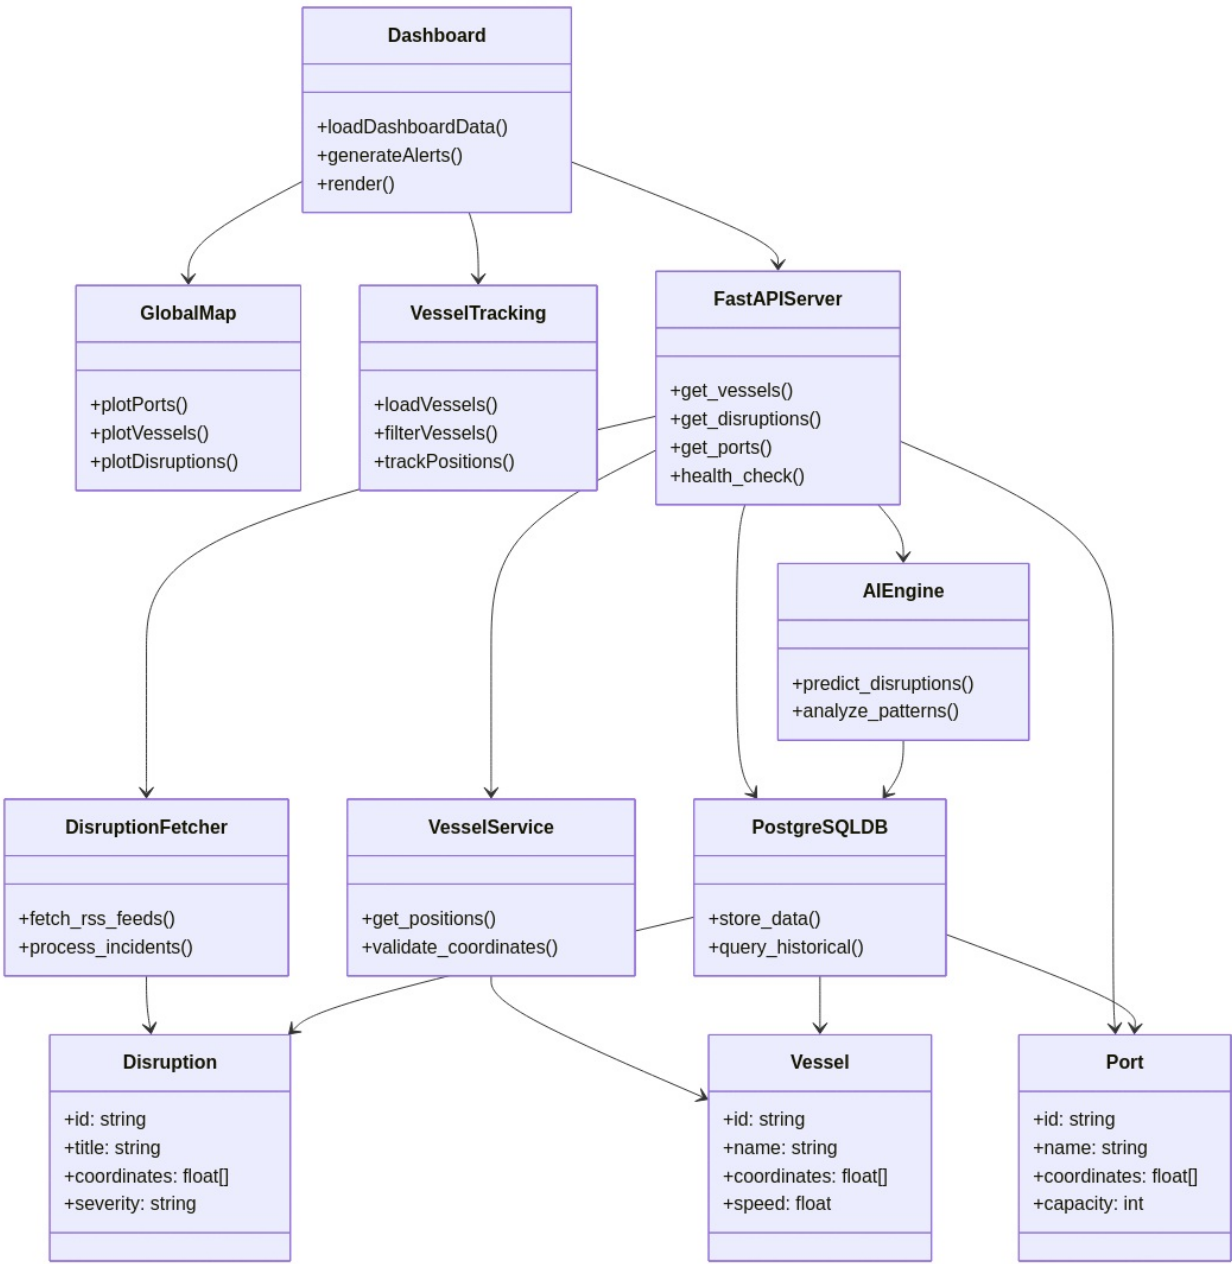 Dashboard
+loadDashboardData()
+generateAlerts()
+render()
GlobalMap
+plotPorts()
+plotVessels()
+plotDisruptions()
VesselTracking
+loadVessels()
+filterVessels()
+trackPositions()
FastAPIServer
+get_vessels()
+get_disruptions()
+get_ports()
+health_check()
AIEngine
+predict_disruptions()
+analyze_patterns()
DisruptionFetcher
+fetch_rss_feeds()
+process_incidents()
VesselService
+get_positions()
+validate_coordinates()
PostgreSQLDB
+store_data()
+query_historical()
Disruption
+id: string
+title: string
+coordinates: float[]
+severity: string
Vessel
+id: string
+name: string
+coordinates: float[]
+speed: float
Port
+id: string
+name: string
+coordinates: float[]
+capacity: int